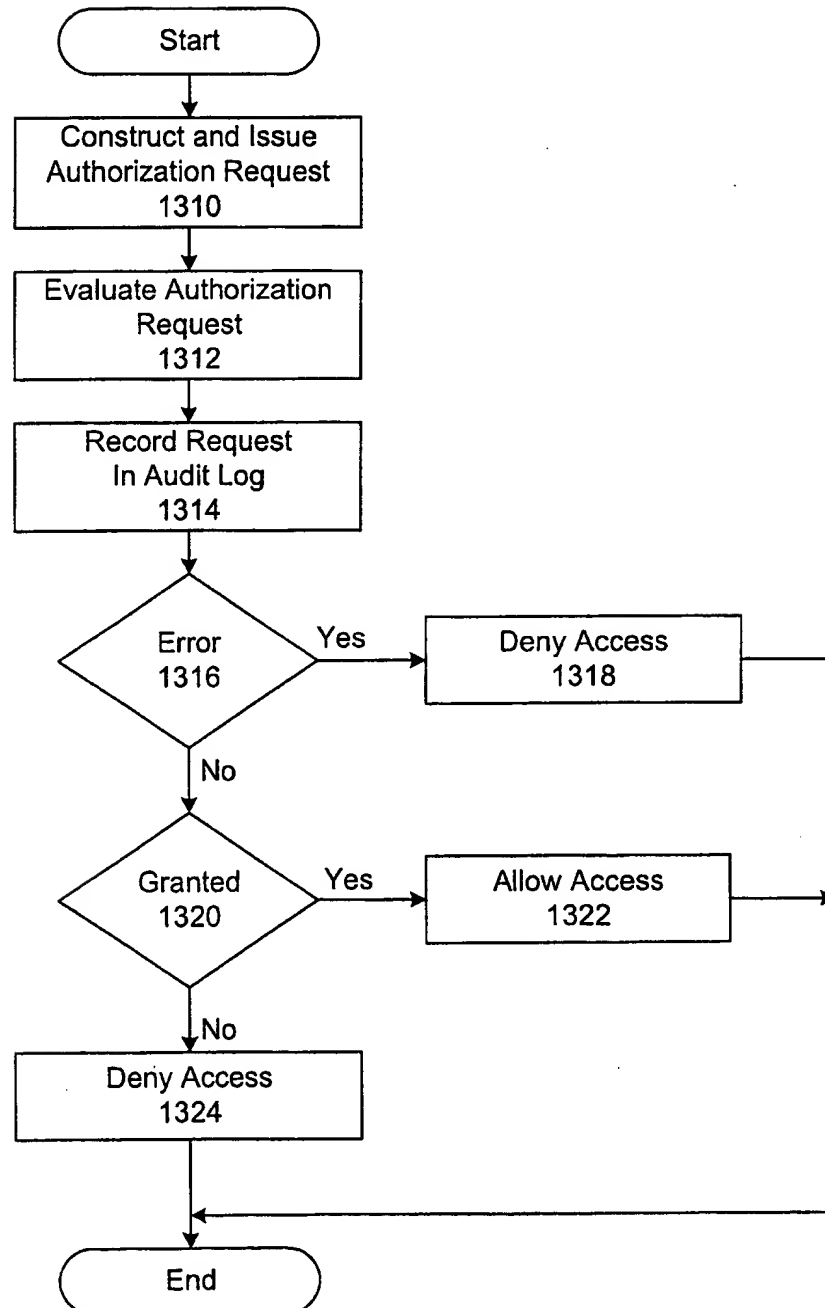 Start
Construct and Issue
Authorization Request
1310
Evaluate Authorization
Request
1312
Record Request
In Audit Log
1314
Error
1316
Yes
Deny Access
1318
No
Granted
1320
Yes
Allow Access
1322
No
Deny Access
1324
End